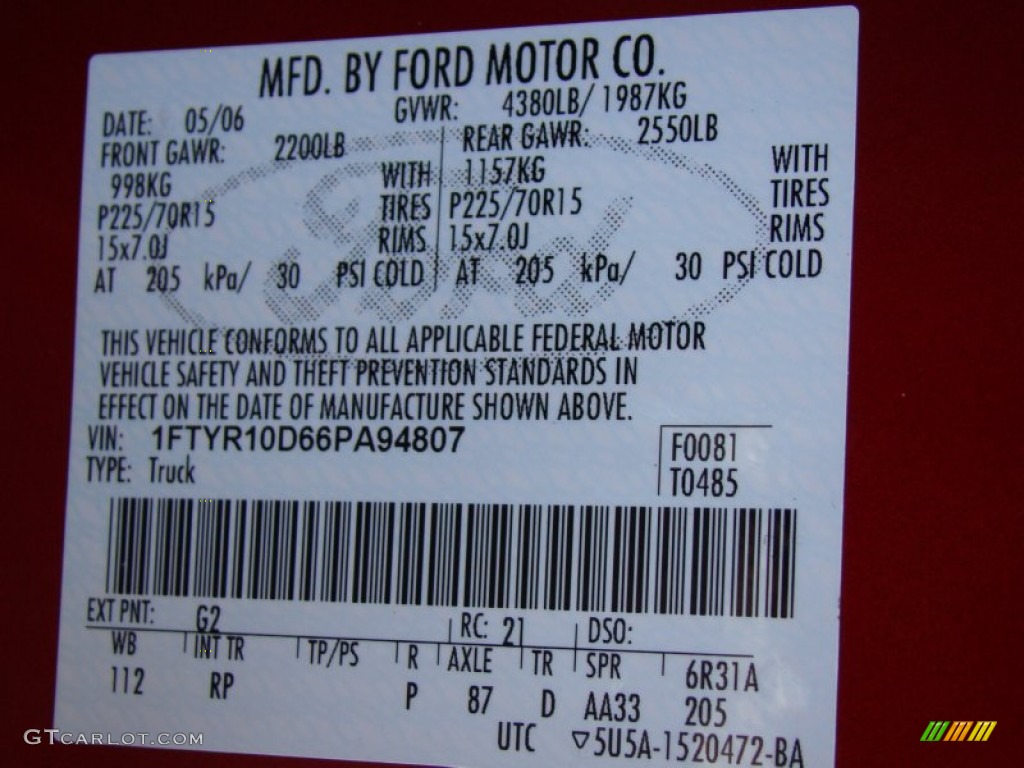 MFD. BY FORD MOTOR CO.
DATE: 05/06 GVWR: 4380LB/ 1987KG
FRONT GAWR: 2200LB REAR GAWR: 2550LB
998KG WITH 1157KG WITH
P225/70R15 TIRES P225/70R15 TIRES
15x7.0J RIMS 15x7.0J RIMS
AT 205 kPa/ 30 PSI COLD AT 205 kPa/ 30 PSI COLD
Ford
THIS VEHICLE CONFORMS TO ALL APPLICABLE FEDERAL MOTOR
VEHICLE SAFETY AND THEFT PREVENTION STANDARDS IN
EFFECT ON THE DATE OF MANUFACTURE SHOWN ABOVE.
VIN: 1FTYR10D66PA94807 F0081
TYPE: Truck T0485
EXT PNT: G2 RC: 21 DSO:
WB INT TR TP/PS R AXLE TR SPR 6R31A
112 RP P 87 D AA33 205
UTC ▽5U5A-1520472-BA
GTCARLOT.COM